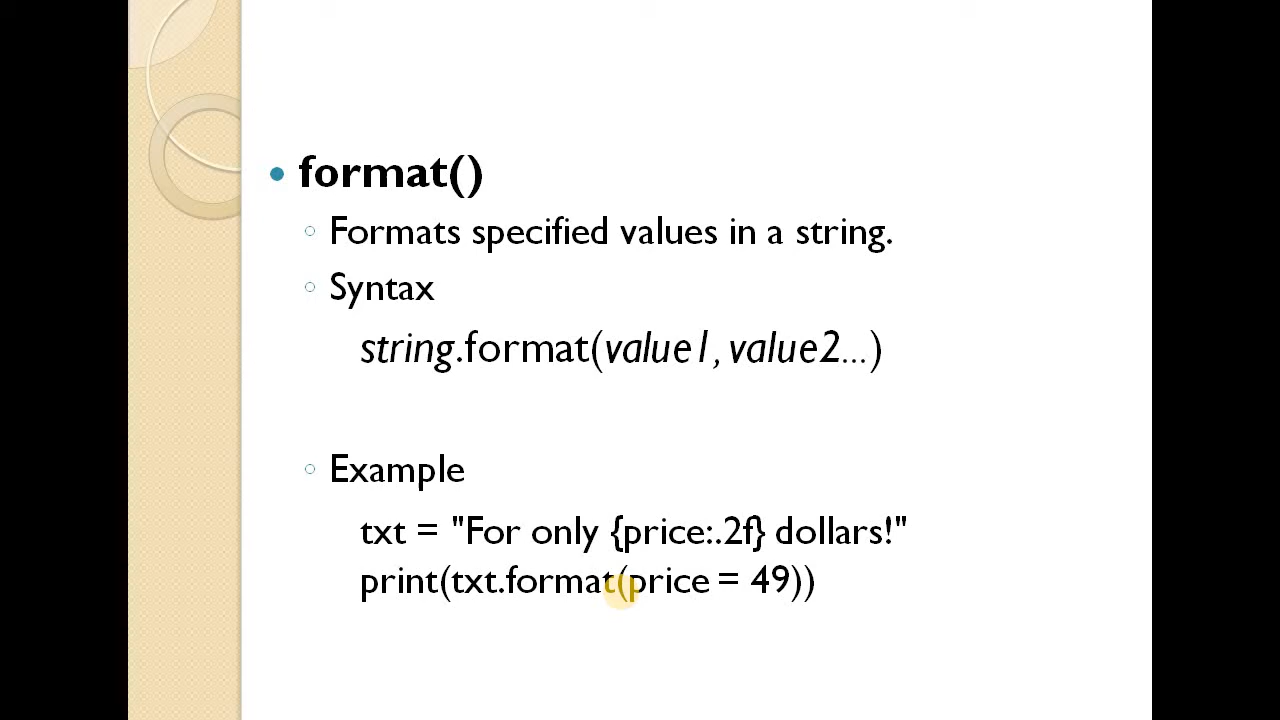 format()
Formats specified values in a string.
Syntax
string.format(value1, value2...)
Example
txt = "For only {price:.2f} dollars!"
print(txt.format(price = 49))